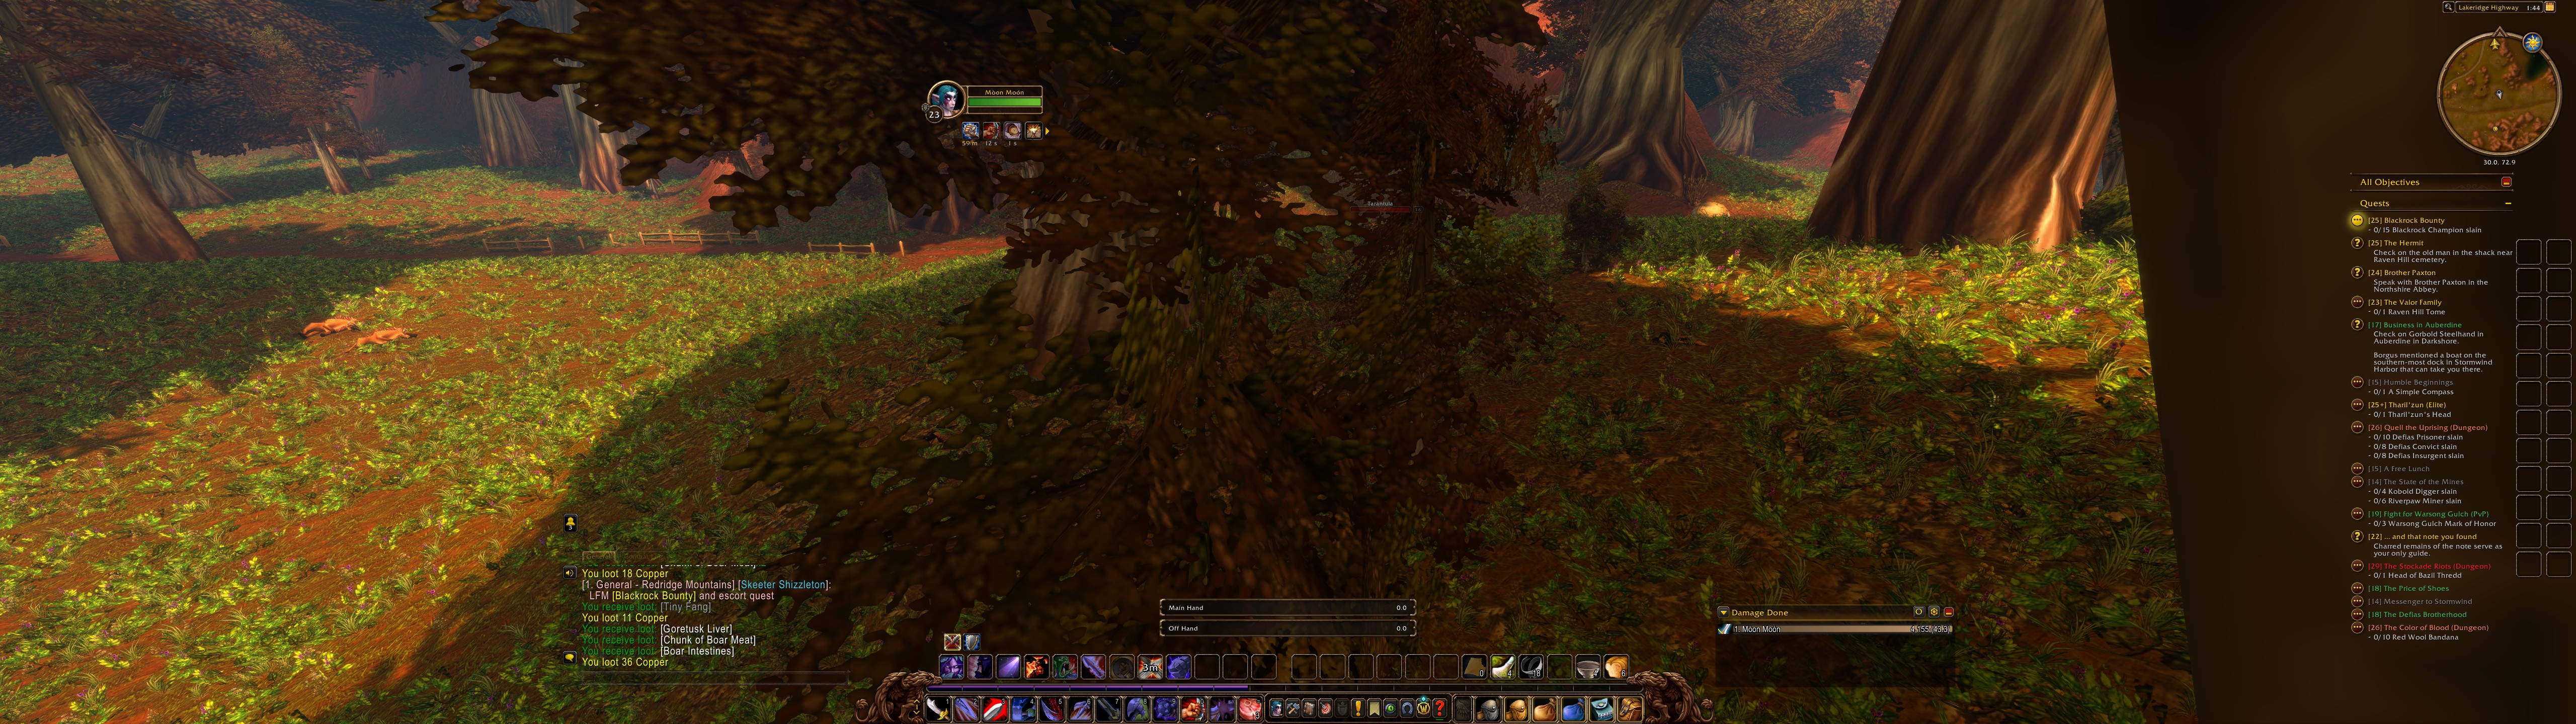 Lakeridge Highway 1:44
Moon Moon
23
59 m 12 s 1 s
Tarantula
30.0, 72.9
All Objectives
Quests
[25] Blackrock Bounty
- 0/15 Blackrock Champion slain
[25] The Hermit
Check on the old man in the shack near
Raven Hill cemetery.
[24] Brother Paxton
Speak with Brother Paxton in the
Northshire Abbey.
[23] The Valor Family
- 0/1 Raven Hill Tome
[17] Business in Auberdine
Check on Gorbold Steelhand in
Auberdine in Darkshore.
Borgus mentioned a boat on the
southern-most dock in Stormwind
Harbor that can take you there.
[15] Humble Beginnings
- 0/1 A Simple Compass
[25+] Tharil'zun (Elite)
- 0/1 Tharil'zun's Head
[26] Quell the Uprising (Dungeon)
- 0/10 Defias Prisoner slain
- 0/8 Defias Convict slain
- 0/8 Defias Insurgent slain
[15] A Free Lunch
[14] The State of the Mines
- 0/4 Kobold Digger slain
- 0/6 Riverpaw Miner slain
[19] Fight for Warsong Gulch (PvP)
- 0/3 Warsong Gulch Mark of Honor
[22] ... and that note you found
Charred remains of the note serve as
your only guide.
[29] The Stockade Riots (Dungeon)
- 0/1 Head of Bazil Thredd
[18] The Price of Shoes
[14] Messenger to Stormwind
[18] The Defias Brotherhood
[26] The Color of Blood (Dungeon)
- 0/10 Red Wool Bandana
You loot 18 Copper
[1. General - Redridge Mountains] [Skeeter Shizzleton]:
LFM [Blackrock Bounty] and escort quest
You receive loot: [Tiny Fang].
You loot 11 Copper
You receive loot: [Goretusk Liver]
You receive loot: [Chunk of Boar Meat]
You receive loot: [Boar Intestines]
You loot 36 Copper
Main Hand 0.0
Off Hand 0.0
Damage Done
1. Moon Moon
3m
0 4 18 4 6